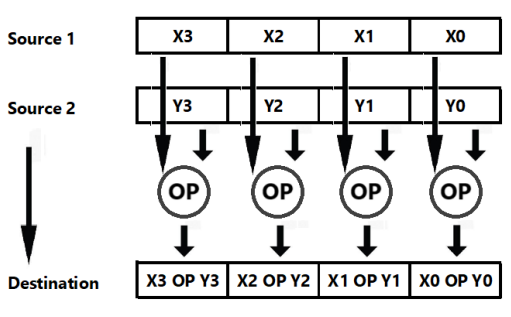 Source 1 X3 X2 X1 X0
Source 2 Y3 Y2 Y1 Y0
OP OP OP OP
Destination X3 OP Y3 X2 OP Y2 X1 OP Y1 X0 OP Y0